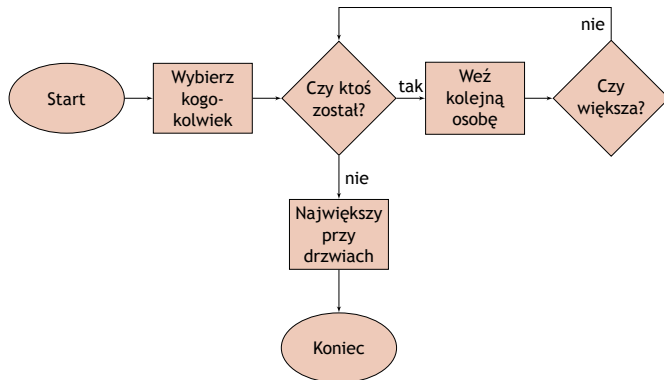 Start
Wybierz
kogo-
kolwiek
Czy ktoś
został?
tak
Weź
kolejną
osobę
Czy
większa?
nie
nie
Największy
przy
drzwiach
Koniec